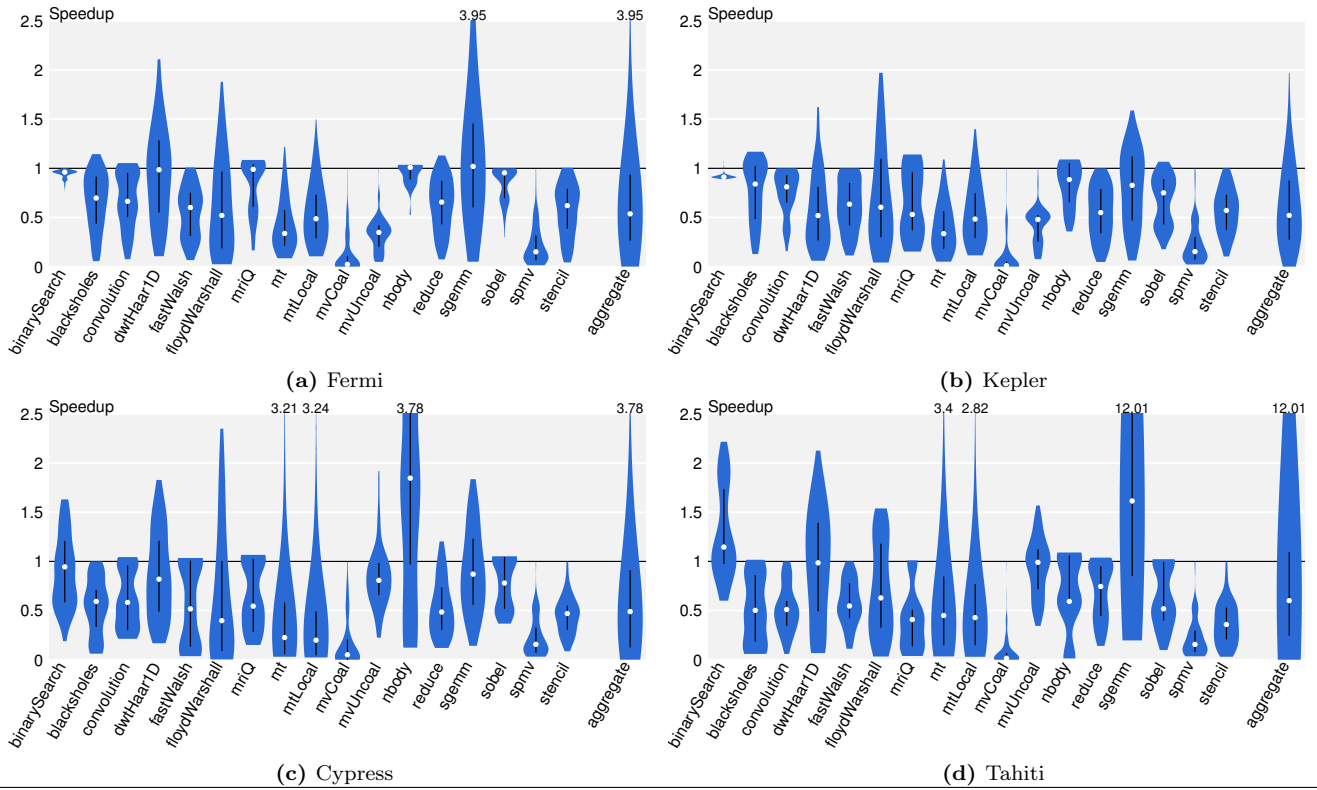 Speedup
3.95 3.95
2.5
2
1.5
1
0.5
0
binarySearch
blacksholes
convolution
dwtHaar1D
fastWalsh
floydWarshall
mriQ
mt
mtLocal
mvCoal
mvUncoal
nbody
reduce
sgemm
sobel
spmv
stencil
aggregate
(a) Fermi
Speedup
2.5
2
1.5
1
0.5
0
binarySearch
blacksholes
convolution
dwtHaar1D
fastWalsh
floydWarshall
mriQ
mt
mtLocal
mvCoal
mvUncoal
nbody
reduce
sgemm
sobel
spmv
stencil
aggregate
(b) Kepler
Speedup
3.21 3.24 3.78 3.78
2.5
2
1.5
1
0.5
0
binarySearch
blacksholes
convolution
dwtHaar1D
fastWalsh
floydWarshall
mriQ
mt
mtLocal
mvCoal
mvUncoal
nbody
reduce
sgemm
sobel
spmv
stencil
aggregate
(c) Cypress
Speedup
3.4 2.82 12.01 12.01
2.5
2
1.5
1
0.5
0
binarySearch
blacksholes
convolution
dwtHaar1D
fastWalsh
floydWarshall
mriQ
mt
mtLocal
mvCoal
mvUncoal
nbody
reduce
sgemm
sobel
spmv
stencil
aggregate
(d) Tahiti